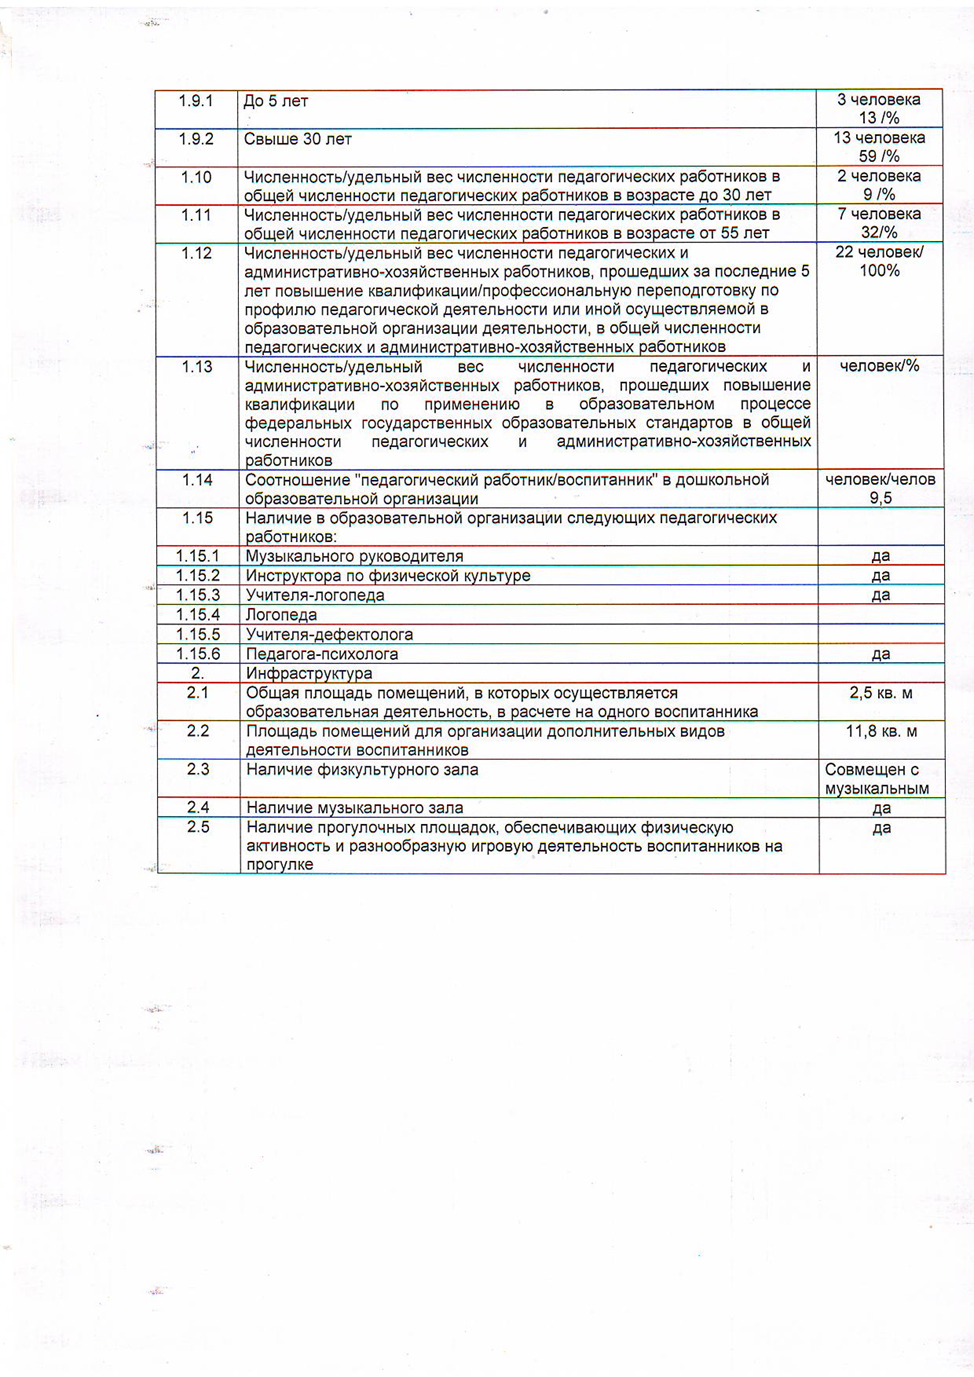 1.9.1 До 5 лет 3 человека
13 /%
1.9.2 Свыше 30 лет 13 человека
59 /%
1.10 Численность/удельный вес численности педагогических работников в 2 человека
общей численности педагогических работников в возрасте до 30 лет 9 /%
1.11 Численность/удельный вес численности педагогических работников в 7 человека
общей численности педагогических работников в возрасте от 55 лет 32/%
1.12 Численность/удельный вес численности педагогических и 22 человек/
административно-хозяйственных работников, прошедших за последние 5 100%
лет повышение квалификации/профессиональную переподготовку по
профилю педагогической деятельности или иной осуществляемой в
образовательной организации деятельности, в общей численности
педагогических и административно-хозяйственных работников
1.13 Численность/удельный вес численности педагогических и человек/%
административно-хозяйственных работников, прошедших повышение
квалификации по применению в образовательном процессе
федеральных государственных образовательных стандартов в общей
численности педагогических и административно-хозяйственных
работников
1.14 Соотношение "педагогический работник/воспитанник" в дошкольной человек/челов
образовательной организации 9,5
1.15 Наличие в образовательной организации следующих педагогических
работников:
1.15.1 Музыкального руководителя да
1.15.2 Инструктора по физической культуре да
1.15.3 Учителя-логопеда да
1.15.4 Логопеда
1.15.5 Учителя-дефектолога
1.15.6 Педагога-психолога да
2. Инфраструктура
2.1 Общая площадь помещений, в которых осуществляется 2,5 кв. м
образовательная деятельность, в расчете на одного воспитанника
2.2 Площадь помещений для организации дополнительных видов 11,8 кв. м
деятельности воспитанников
2.3 Наличие физкультурного зала Совмещен с
музыкальным
2.4 Наличие музыкального зала да
2.5 Наличие прогулочных площадок, обеспечивающих физическую да
активность и разнообразную игровую деятельность воспитанников на
прогулке